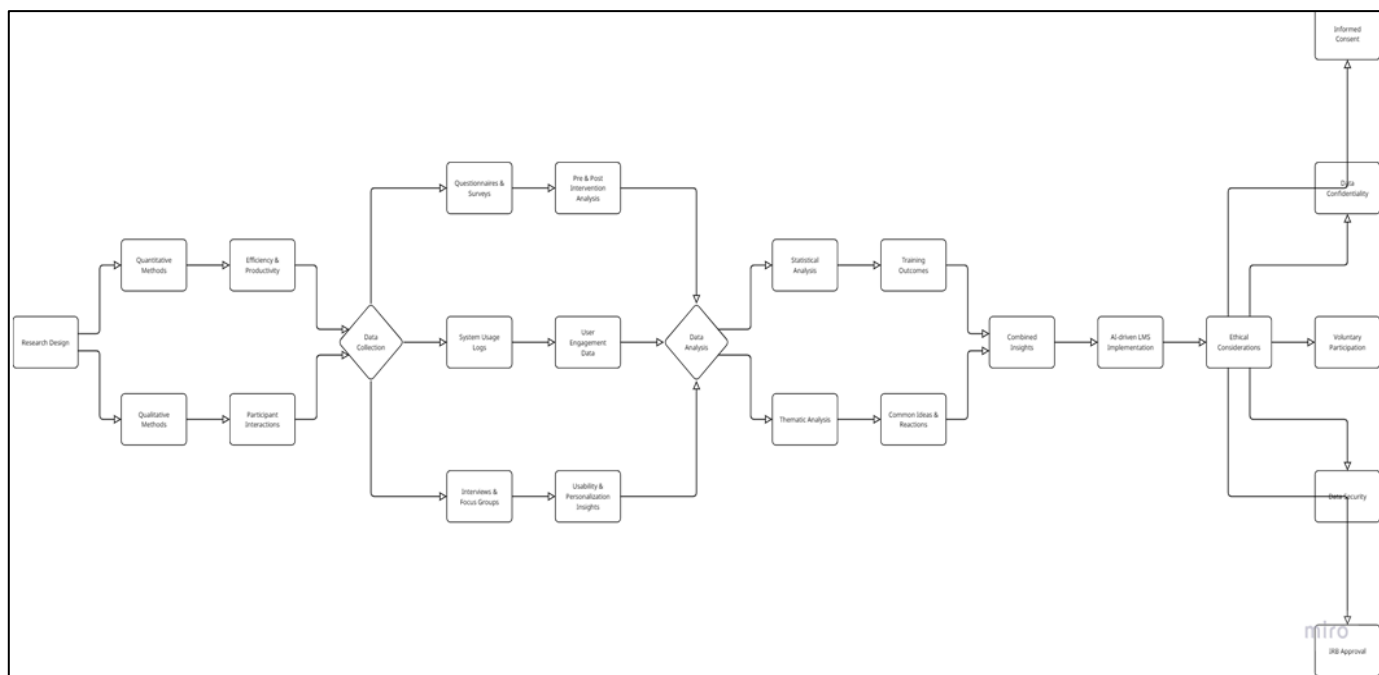 Informed
Consent
Questionnaires &
Surveys
Pre & Post
Intervention
Analysis
Data
Confidentiality
Quantitative
Methods
Efficiency &
Productivity
Statistical
Analysis
Training
Outcomes
Research Design
Data
Collection
System Usage
Logs
User
Engagement
Data
Data
Analysis
Combined
Insights
AI-driven LMS
Implementation
Ethical
Considerations
Voluntary
Participation
Qualitative
Methods
Participant
Interactions
Thematic Analysis
Common Ideas &
Reactions
Interviews &
Focus Groups
Usability &
Personalization
Insights
Data Security
miro
IRB Approval